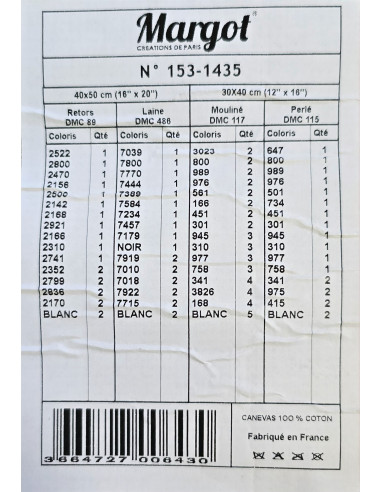 Margot®
CRÉATIONS DE PARIS
N° 153-1435
40x50 cm (16" x 20") 30X40 cm (12" x 16")
Retors Laine Mouliné Perlé
DMC 89 DMC 486 DMC 117 DMC 115
Coloris Qté Coloris Qté Coloris Qté Coloris Qté
2522 1 7039 1 3023 2 647 1
2800 1 7800 1 800 2 800 1
2470 1 7770 1 989 2 989 1
2156 1 7444 1 976 2 976 1
2500 1 7389 1 561 2 501 1
2142 1 7584 1 166 2 734 1
2168 1 7234 1 451 2 451 1
2921 1 7457 1 301 2 301 1
2166 1 7179 1 945 3 945 1
2310 1 NOIR 1 310 3 310 1
2741 2 7919 2 977 3 977 1
2352 2 7010 2 758 3 758 1
2799 2 7018 2 341 4 341 2
2636 2 7922 2 3826 4 975 2
2170 2 7715 2 168 4 415 2
BLANC 2 BLANC 2 BLANC 5 BLANC 2
CANEVAS 100 % COTON
Fabriqué en France
3 664727 006430